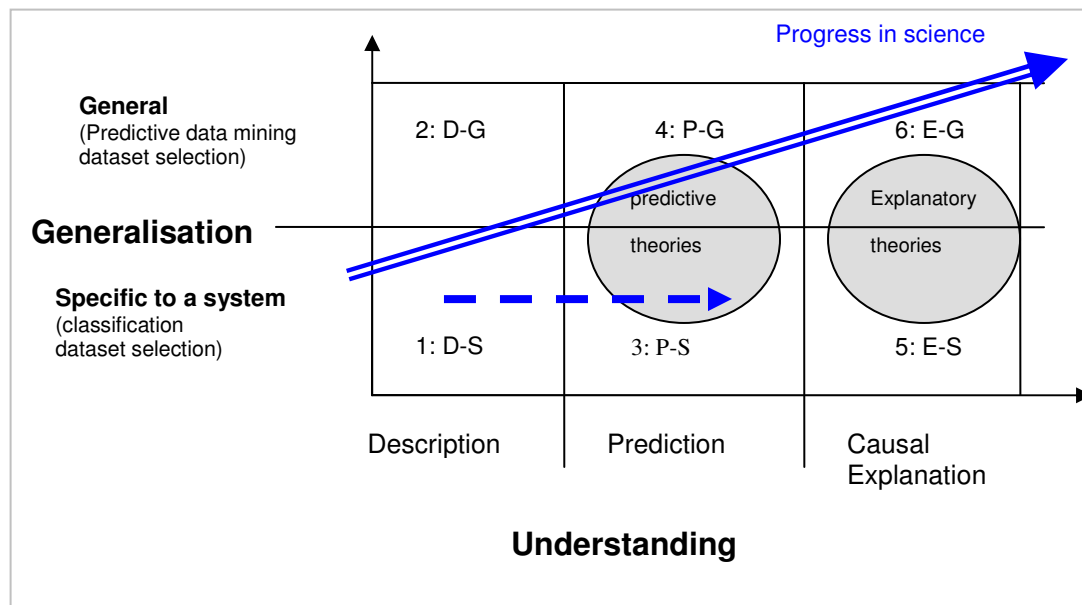 Progress in science
General
(Predictive data mining
dataset selection)
2: D-G
4: P-G
6: E-G
predictive
theories
Explanatory
theories
Generalisation
Specific to a system
(classification
dataset selection)
1: D-S
3: P-S
5: E-S
Description
Prediction
Causal
Explanation
Understanding